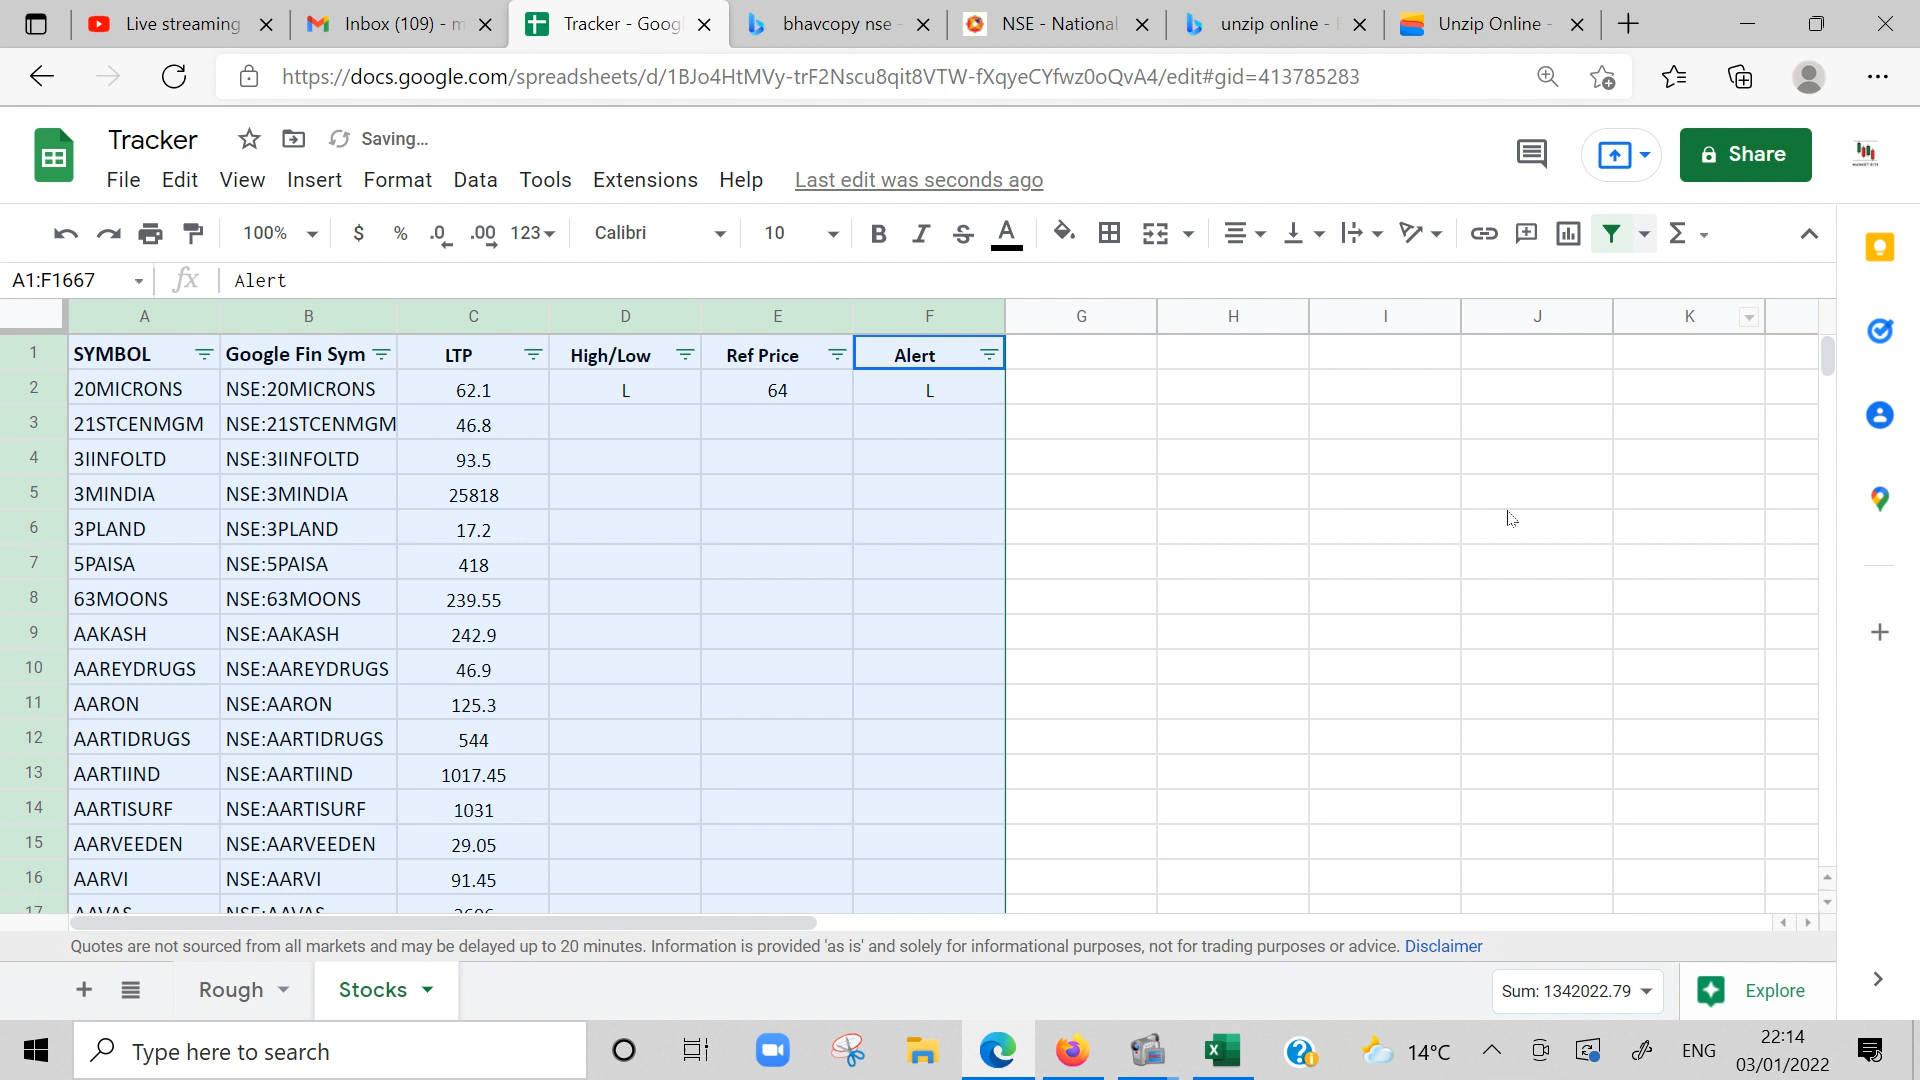 Live streaming
Inbox (109) - m
Tracker - Goog
bhavcopy nse -
NSE - National
unzip online -
Unzip Online -
https://docs.google.com/spreadsheets/d/1BJo4HtMVy-trF2Nscu8qit8VTW-fXqyeCYfwz0oQvA4/edit#gid=413785283
Tracker Saving...
Share
File Edit View Insert Format Data Tools Extensions Help Last edit was seconds ago
100% $ % .0 .00 123 Calibri 10 B I S A Σ
A1:F1667 fx Alert
A B C D E F G H I J K
1 SYMBOL Google Fin Sym LTP High/Low Ref Price Alert
2 20MICRONS NSE:20MICRONS 62.1 L 64 L
3 21STCENMGM NSE:21STCENMGM 46.8
4 3IINFOLTD NSE:3IINFOLTD 93.5
5 3MINDIA NSE:3MINDIA 25818
6 3PLAND NSE:3PLAND 17.2
7 5PAISA NSE:5PAISA 418
8 63MOONS NSE:63MOONS 239.55
9 AAKASH NSE:AAKASH 242.9
10 AAREYDRUGS NSE:AAREYDRUGS 46.9
11 AARON NSE:AARON 125.3
12 AARTIDRUGS NSE:AARTIDRUGS 544
13 AARTIIND NSE:AARTIIND 1017.45
14 AARTISURF NSE:AARTISURF 1031
15 AARVEEDEN NSE:AARVEEDEN 29.05
16 AARVI NSE:AARVI 91.45
17 AAVAS NSE:AAVAS
Quotes are not sourced from all markets and may be delayed up to 20 minutes. Information is provided 'as is' and solely for informational purposes, not for trading purposes or advice. Disclaimer
Rough Stocks Sum: 1342022.79 Explore
Type here to search
14°C
ENG
22:14
03/01/2022